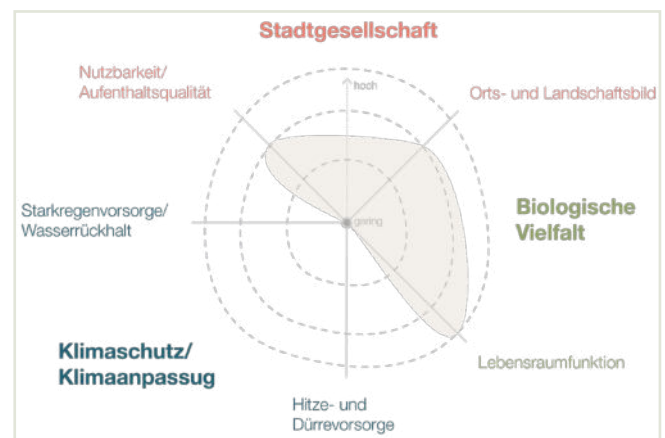 Stadtgesellschaft
Nutzbarkeit/
Aufenthaltsqualität
hoch
Orts- und Landschaftsbild
Starkregenvorsorge/
Wasserrückhalt
gering
Biologische
Vielfalt
Klimaschutz/
Klimaanpassug
Lebensraumfunktion
Hitze- und
Dürrevorsorge